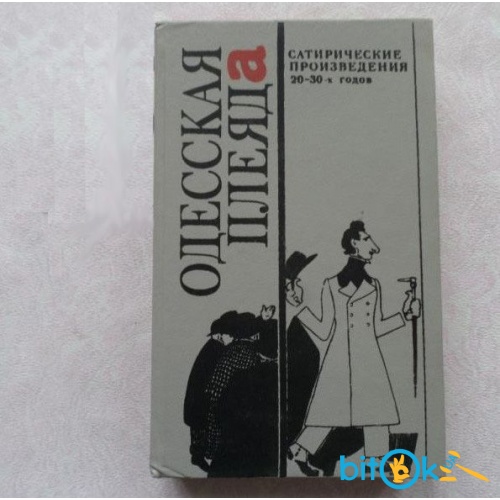 ОДЕССКАЯ
ПЛЕЯДа
САТИРИЧЕСКИЕ
ПРОИЗВЕДЕНИЯ
20-30-х ГОДОВ
bitOk